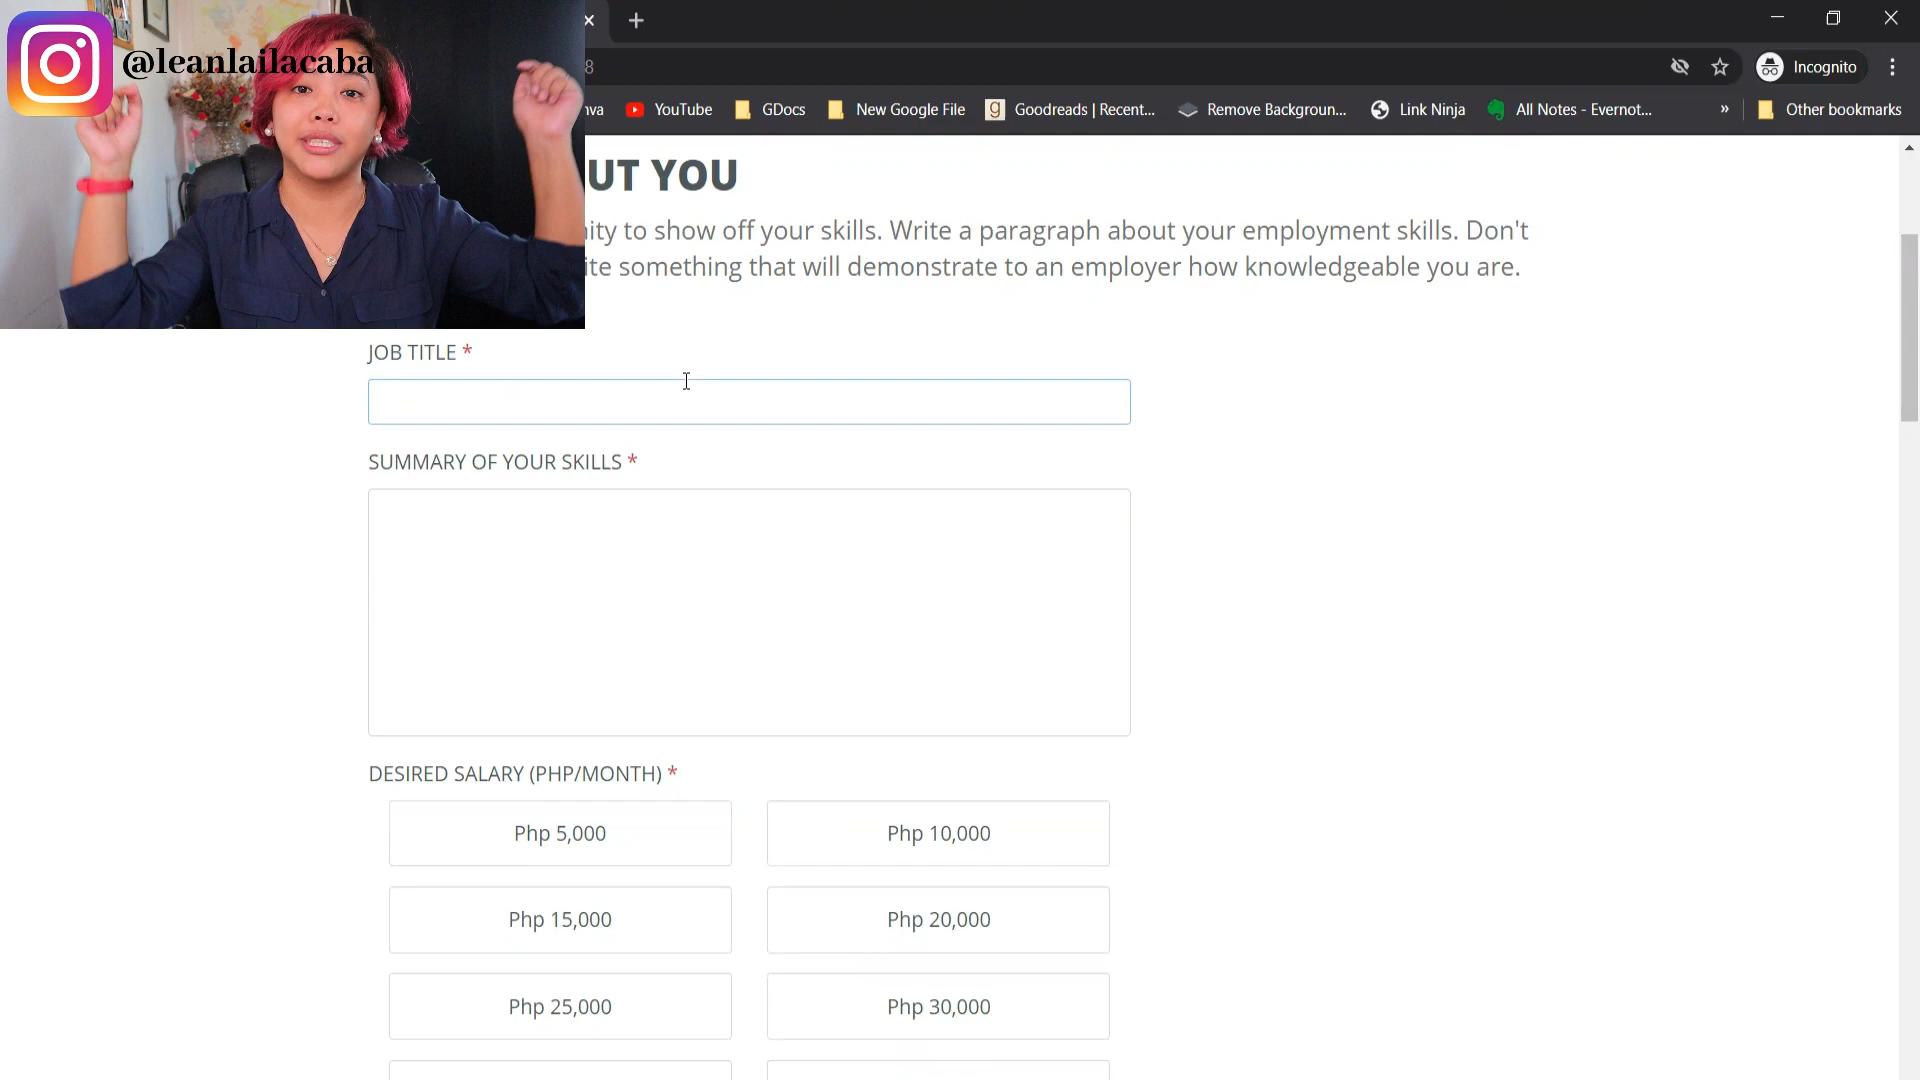 @leanlailacaba
8
Incognito
nva
YouTube
GDocs
New Google File
g
Goodreads | Recent...
Remove Backgroun...
Link Ninja
All Notes - Evernot...
»
Other bookmarks
UT YOU
ity to show off your skills. Write a paragraph about your employment skills. Don't
ite something that will demonstrate to an employer how knowledgeable you are.
JOB TITLE *
SUMMARY OF YOUR SKILLS *
DESIRED SALARY (PHP/MONTH) *
Php 5,000
Php 10,000
Php 15,000
Php 20,000
Php 25,000
Php 30,000